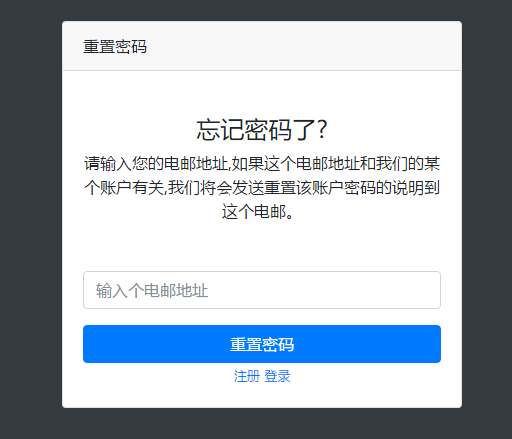 重置密码
忘记密码了?
请输入您的电邮地址,如果这个电邮地址和我们的某
个账户有关,我们将会发送重置该账户密码的说明到
这个电邮。
输入个电邮地址
重置密码
注册 登录